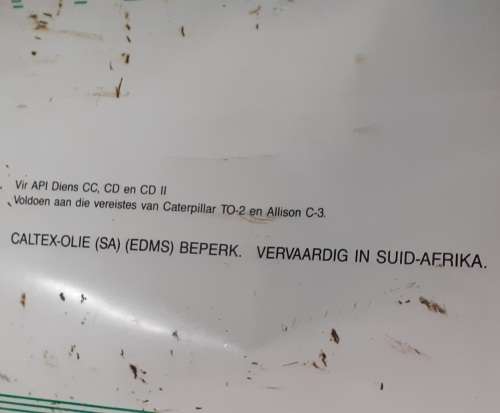 Vir API Diens CC, CD en CD II
Voldoen aan die vereistes van Caterpillar TO-2 en Allison C-3.
CALTEX-OLIE (SA) (EDMS) BEPERK. VERVAARDIG IN SUID-AFRIKA.